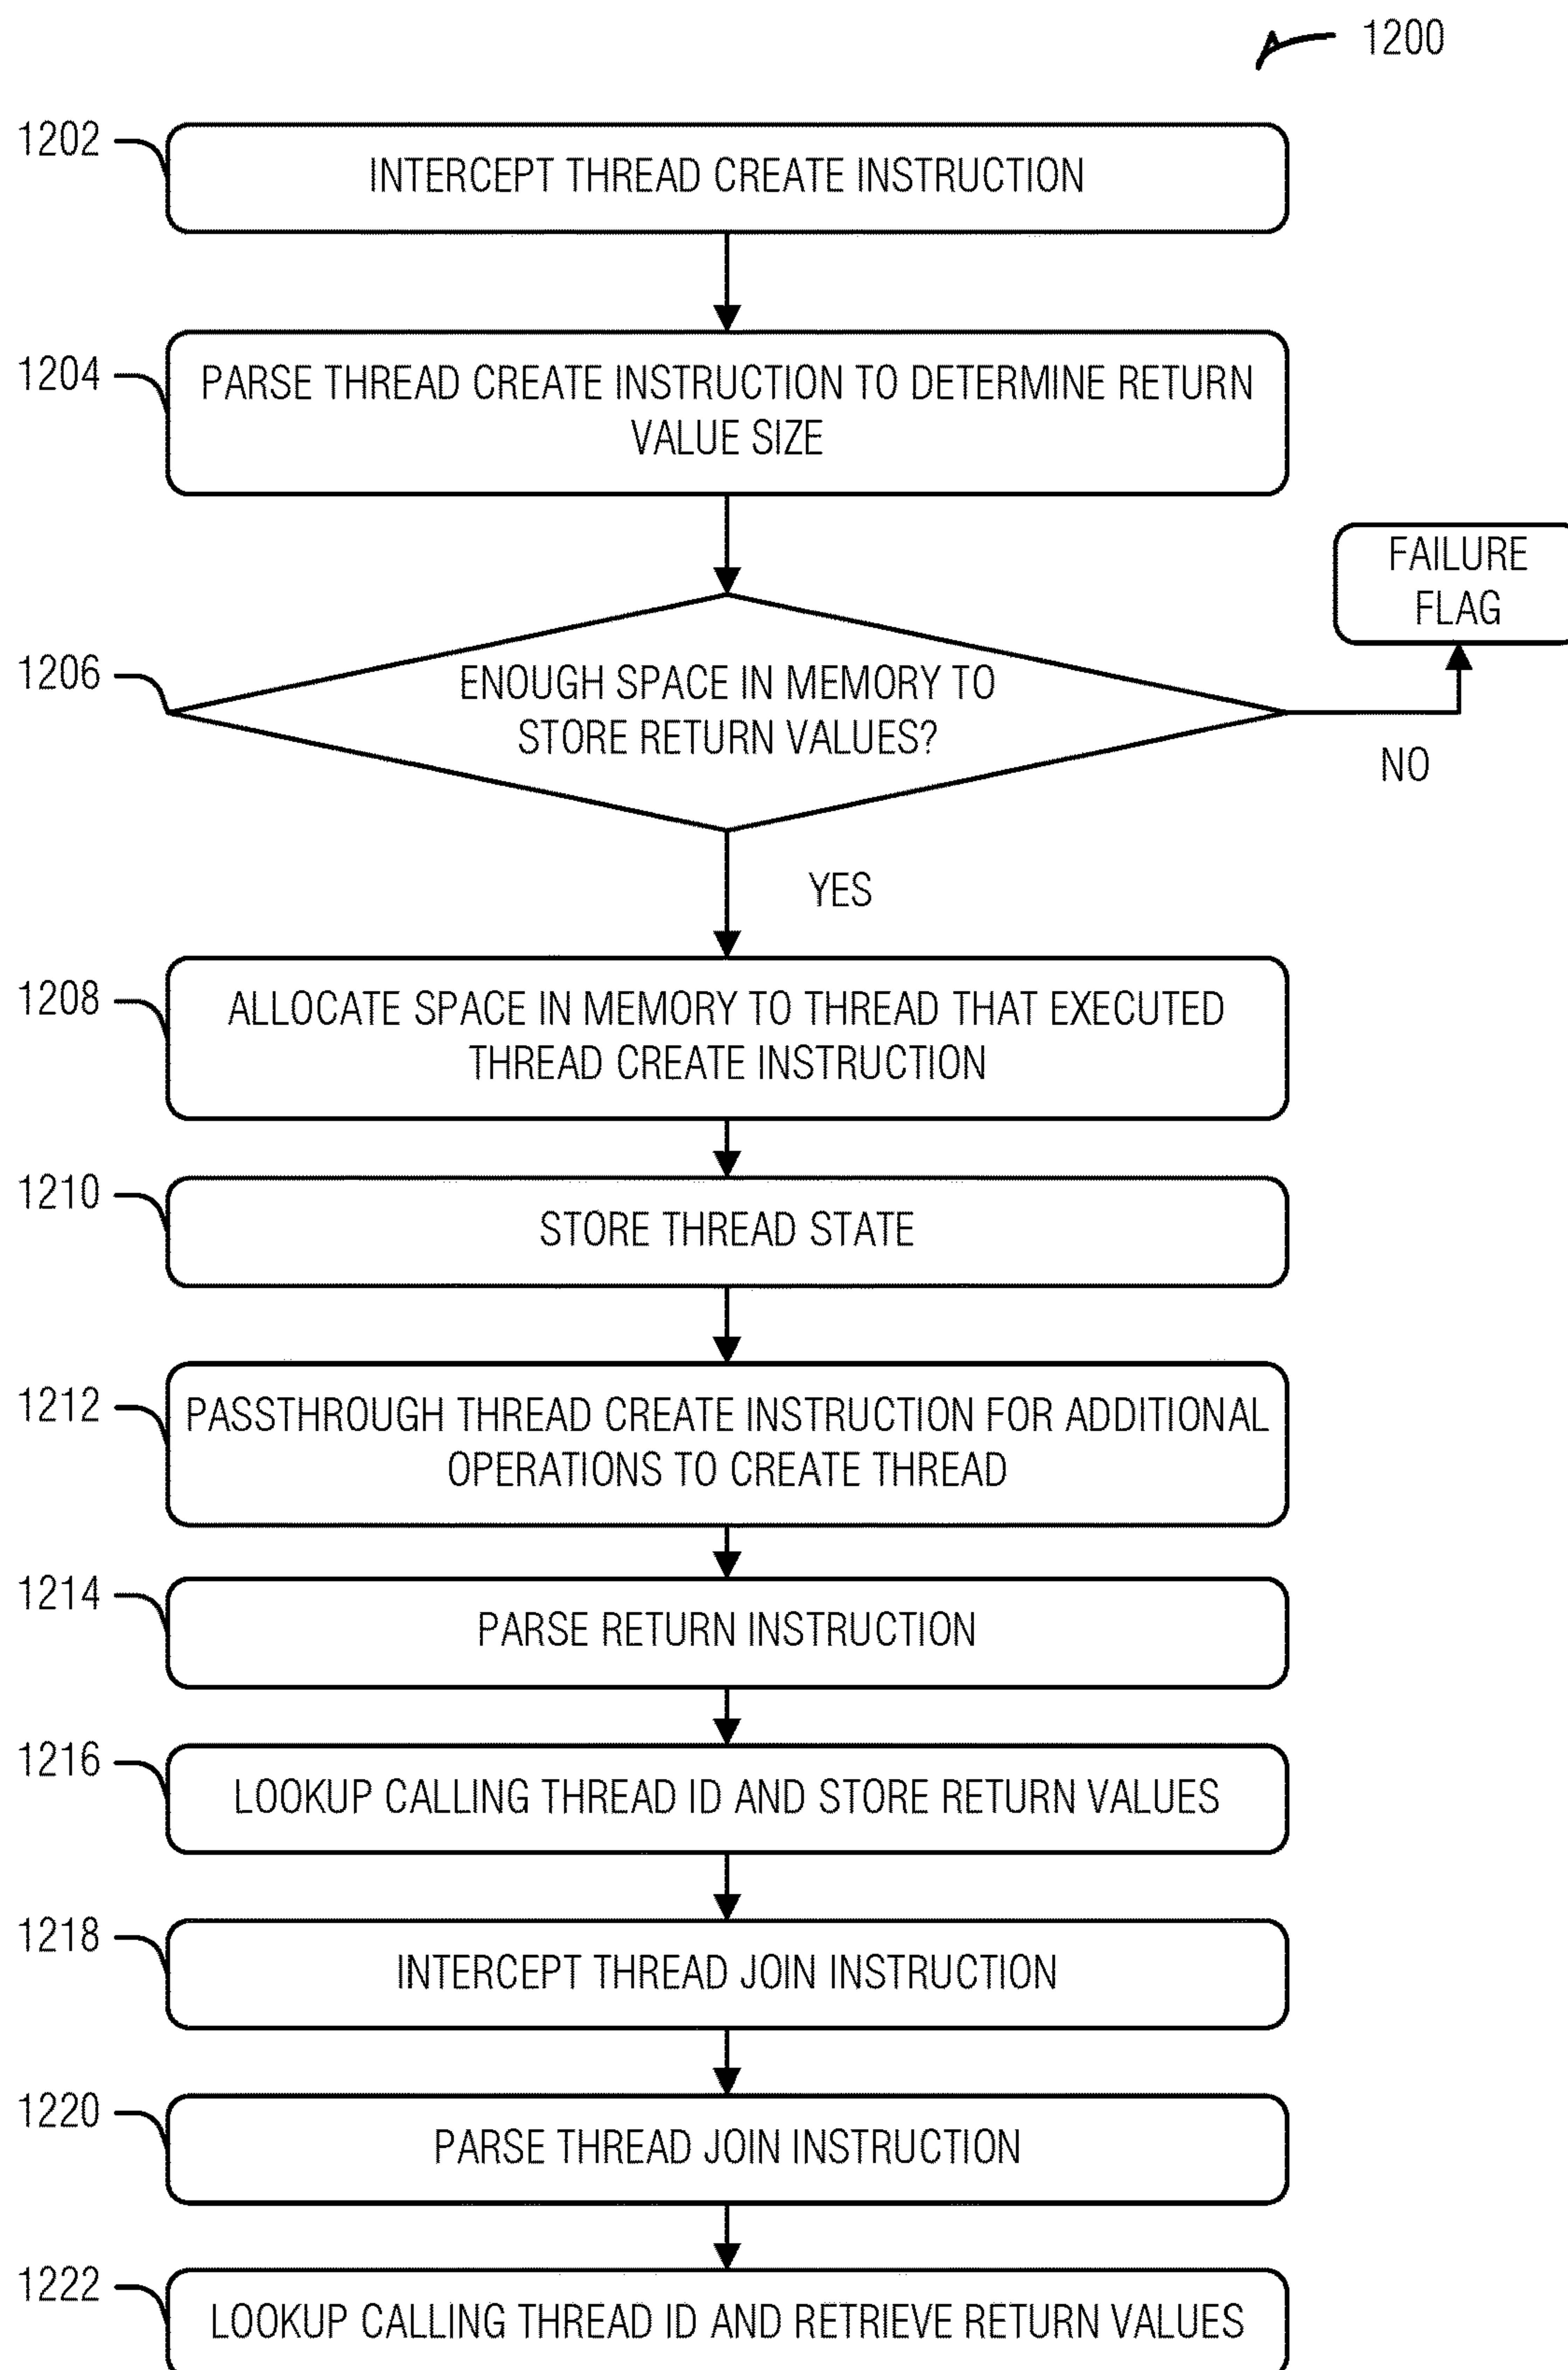 1200
1202
INTERCEPT THREAD CREATE INSTRUCTION
1204
PARSE THREAD CREATE INSTRUCTION TO DETERMINE RETURN
VALUE SIZE
FAILURE
FLAG
1206
ENOUGH SPACE IN MEMORY TO
STORE RETURN VALUES?
NO
YES
1208
ALLOCATE SPACE IN MEMORY TO THREAD THAT EXECUTED
THREAD CREATE INSTRUCTION
1210
STORE THREAD STATE
1212
PASSTHROUGH THREAD CREATE INSTRUCTION FOR ADDITIONAL
OPERATIONS TO CREATE THREAD
1214
PARSE RETURN INSTRUCTION
1216
LOOKUP CALLING THREAD ID AND STORE RETURN VALUES
1218
INTERCEPT THREAD JOIN INSTRUCTION
1220
PARSE THREAD JOIN INSTRUCTION
1222
LOOKUP CALLING THREAD ID AND RETRIEVE RETURN VALUES